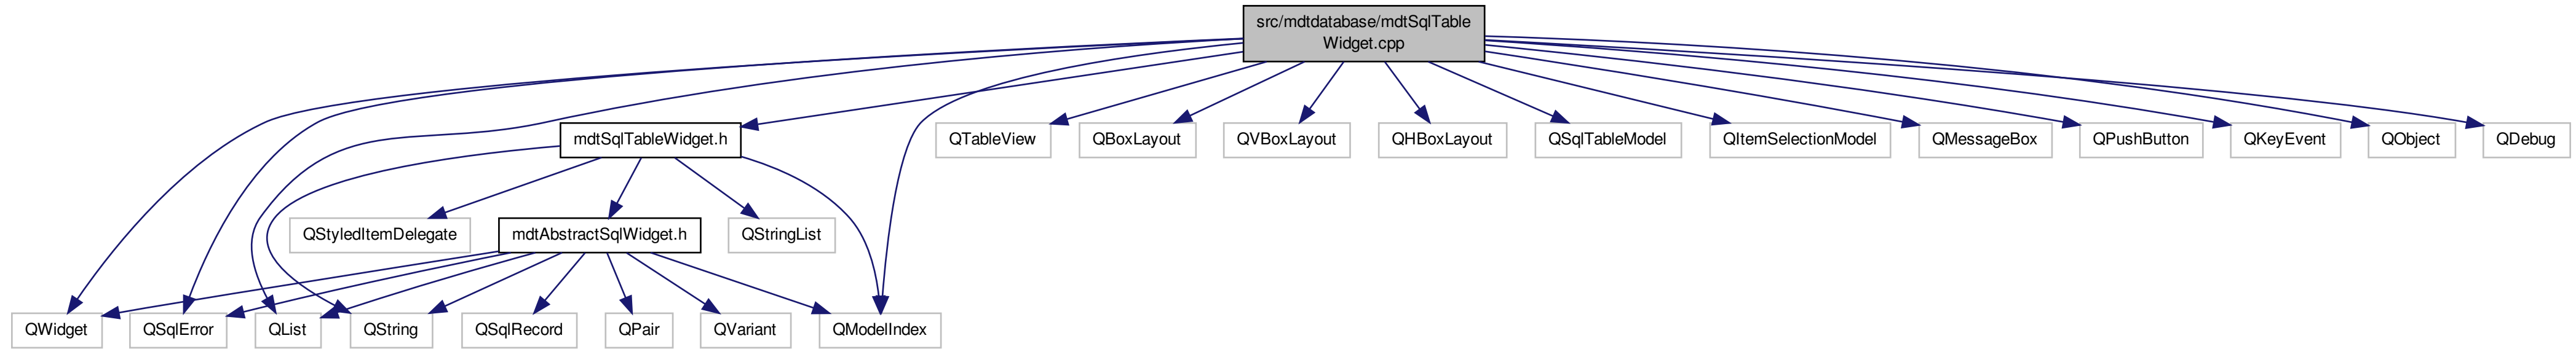 src/mdtdatabase/mdtSqlTable
Widget.cpp
mdtSqlTableWidget.h
QTableView
QBoxLayout
QVBoxLayout
QHBoxLayout
QSqlTableModel
QItemSelectionModel
QMessageBox
QPushButton
QKeyEvent
QObject
QDebug
QStyledItemDelegate
mdtAbstractSqlWidget.h
QStringList
QWidget
QSqlError
QList
QString
QSqlRecord
QPair
QVariant
QModelIndex